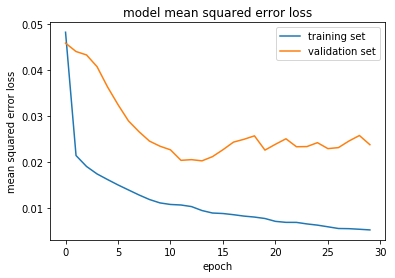 model mean squared error loss
training set
validation set
mean squared error loss
0.05
0.04
0.03
0.02
0.01
0 5 10 15 20 25 30
epoch